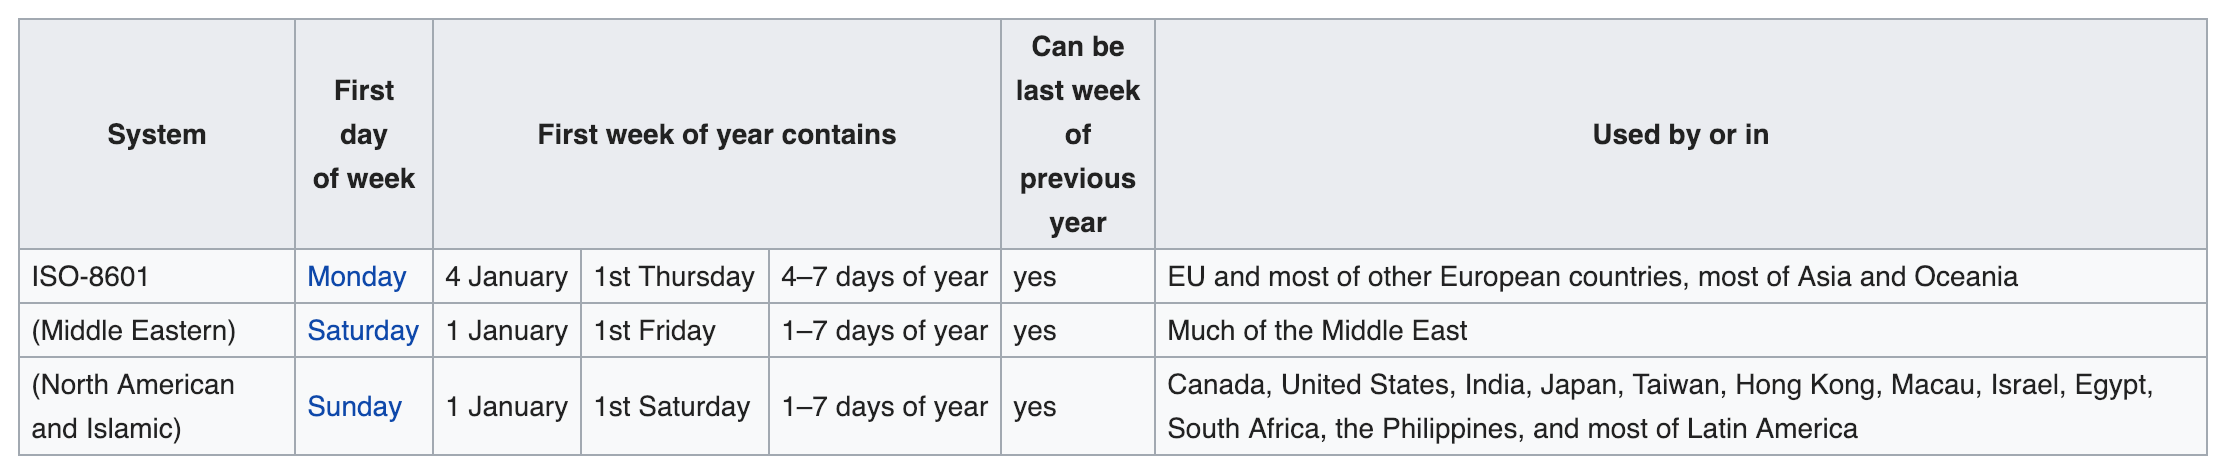 System
First
day
of week
First week of year contains
Can be
last week
of
previous
year
Used by or in
ISO-8601 Monday 4 January 1st Thursday 4–7 days of year yes EU and most of other European countries, most of Asia and Oceania
(Middle Eastern) Saturday 1 January 1st Friday 1–7 days of year yes Much of the Middle East
(North American
and Islamic)
Sunday 1 January 1st Saturday 1–7 days of year yes
Canada, United States, India, Japan, Taiwan, Hong Kong, Macau, Israel, Egypt,
South Africa, the Philippines, and most of Latin America